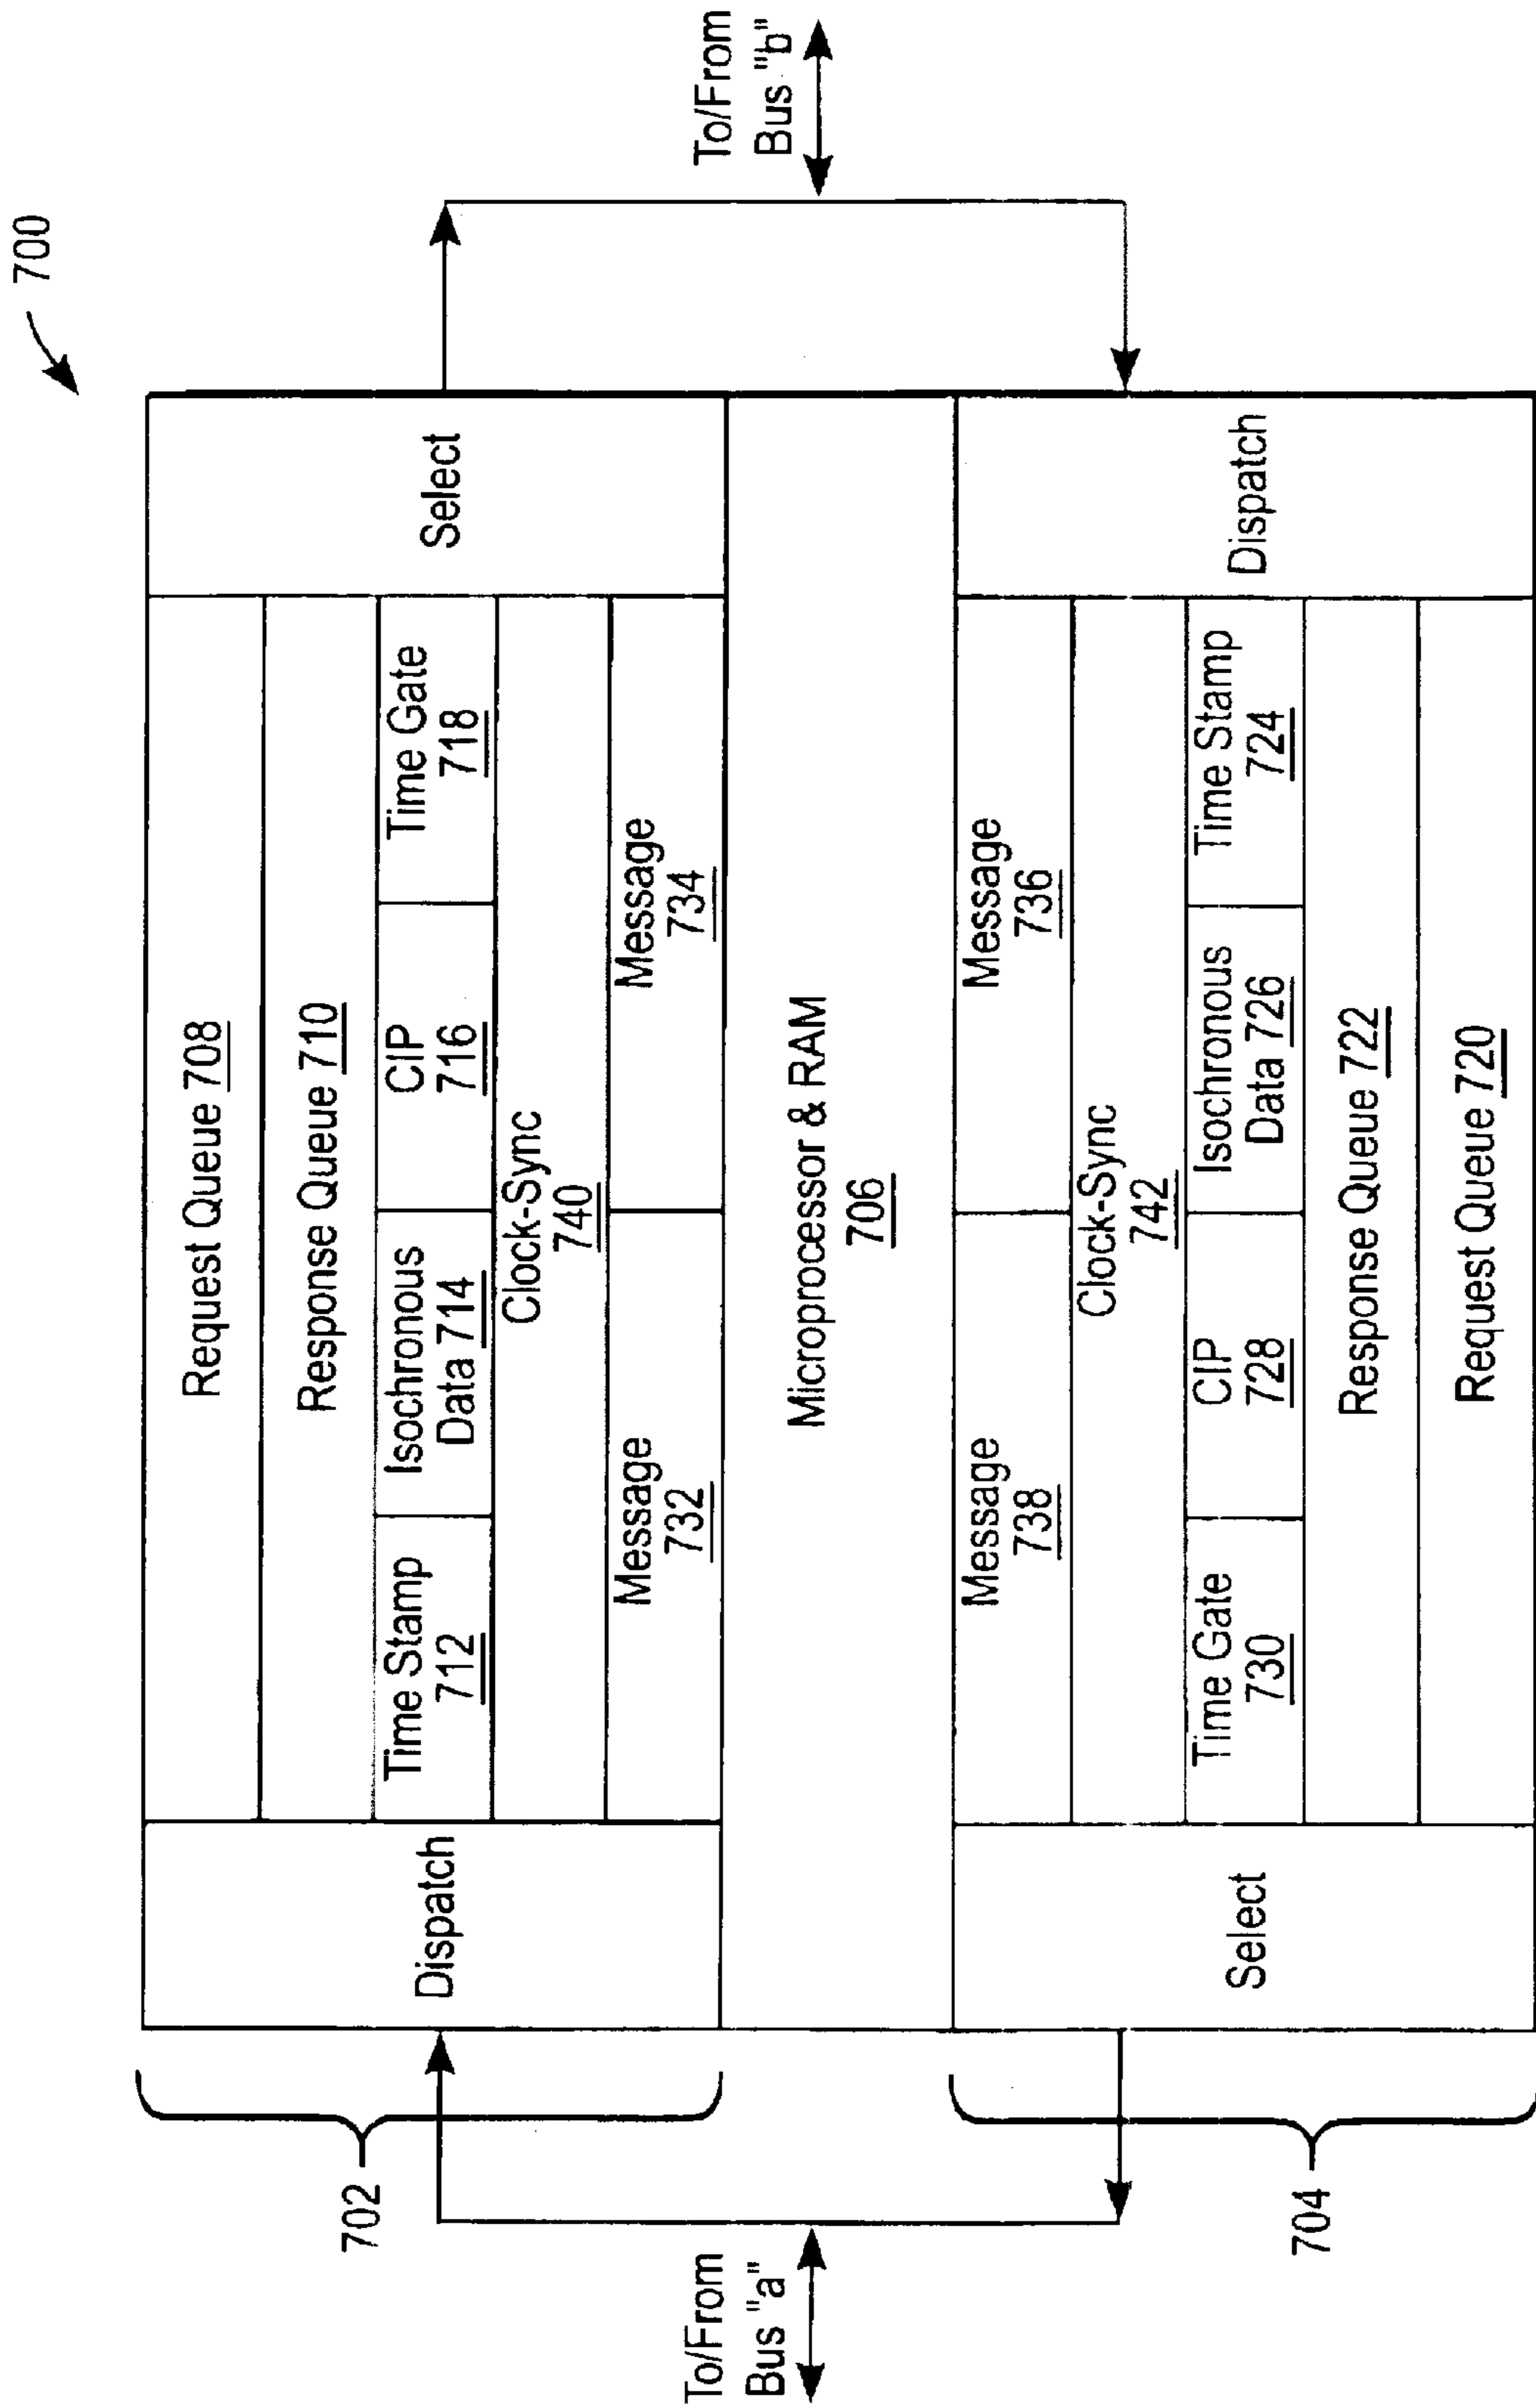 700
To/From
Bus "a"
To/From
Bus "b"
702
Dispatch
Request Queue 708
Response Queue 710
Time Stamp
712
Isochronous
Data 714
CIP
716
Time Gate
718
Clock-Sync
740
Message
732
Message
734
Select
Microprocessor & RAM
706
704
Select
Message
738
Message
736
Clock-Sync
742
Time Gate
730
CIP
728
Isochronous
Data 726
Time Stamp
724
Response Queue 722
Request Queue 720
Dispatch